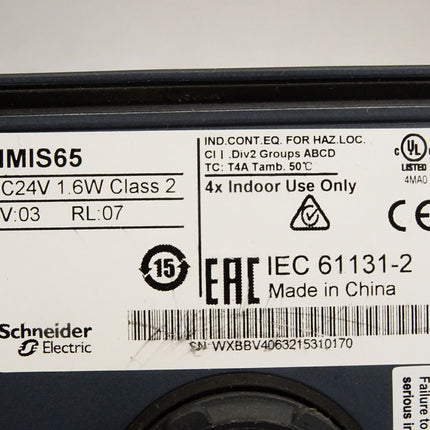 HMIS65
IND.CONT.EQ. FOR HAZ.LOC.
CI I .Div2 Groups ABCD
TC: T4A Tamb. 50℃
C24V 1.6W Class 2
4x Indoor Use Only
V:03 RL:07
C UL
LISTED
4MA0
CE
15
EAC
IEC 61131-2
Made in China
Schneider
Electric
SN WXBBV4063215310170
Failure to
serious in